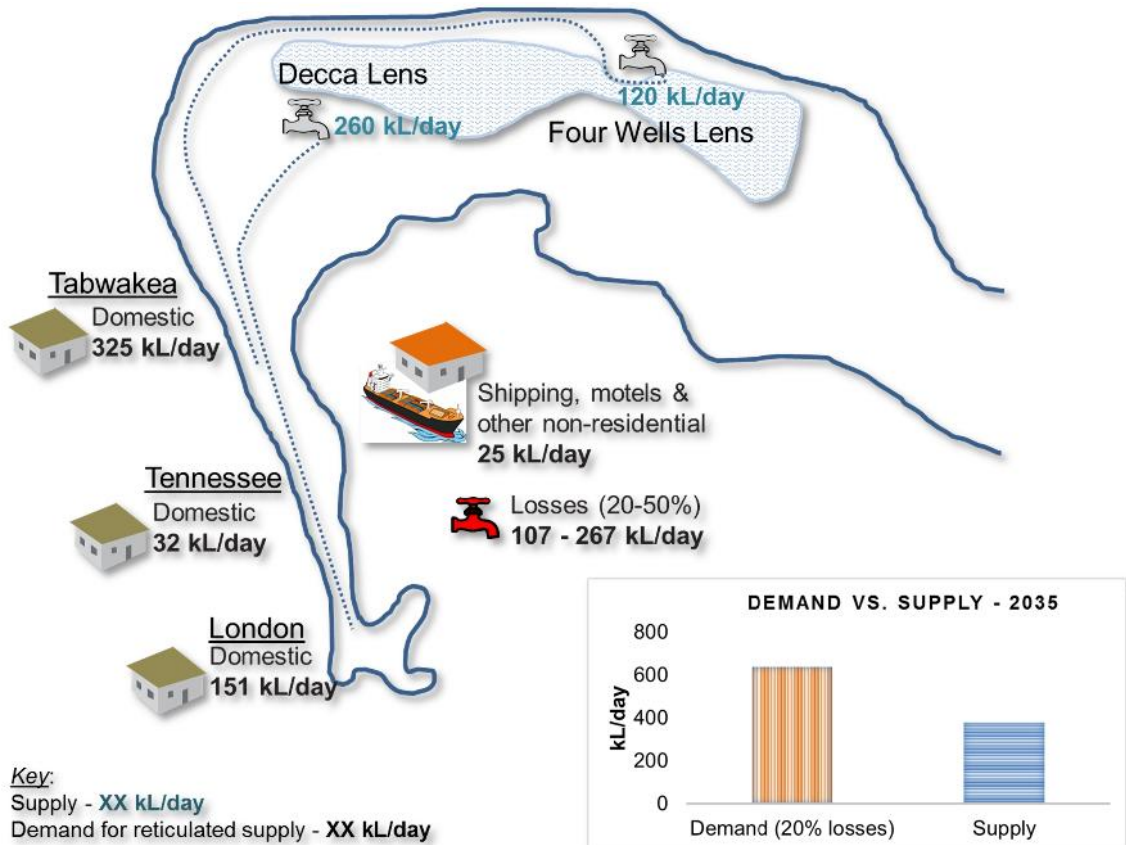 Decca Lens
120 kL/day
260 kL/day
Four Wells Lens
Tabwakea
Domestic
325 kL/day
Shipping, motels &
other non-residential
25 kL/day
Tennessee
Domestic
32 kL/day
Losses (20-50%)
107 - 267 kL/day
London
Domestic
151 kL/day
DEMAND VS. SUPPLY - 2035
kL/day
800
600
400
200
0
Demand (20% losses)
Supply
Key:
Supply - XX kL/day
Demand for reticulated supply - XX kL/day